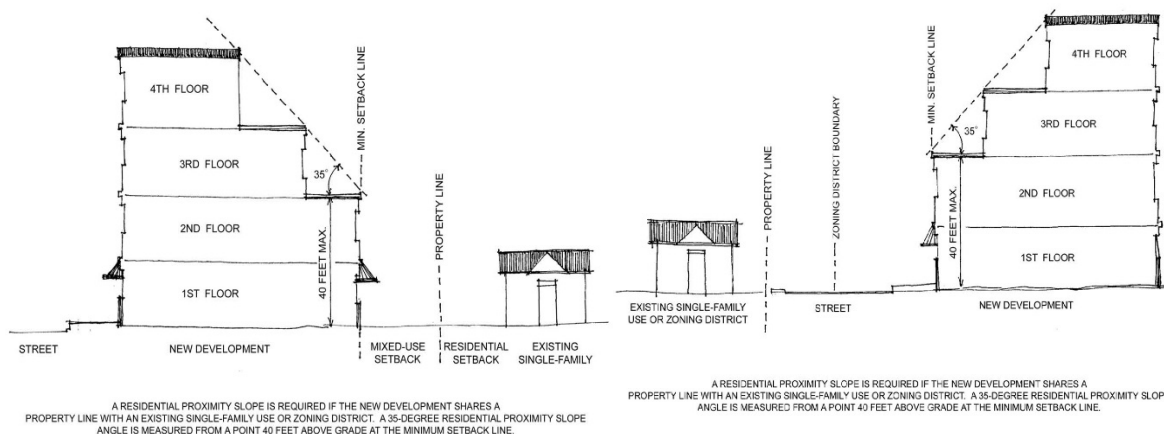 4TH FLOOR
3RD FLOOR
2ND FLOOR
1ST FLOOR
35°
40 FEET MAX.
MIN. SETBACK LINE
PROPERTY LINE
STREET
NEW DEVELOPMENT
MIXED-USE
SETBACK
RESIDENTIAL
SETBACK
EXISTING
SINGLE-FAMILY
A RESIDENTIAL PROXIMITY SLOPE IS REQUIRED IF THE NEW DEVELOPMENT SHARES A
PROPERTY LINE WITH AN EXISTING SINGLE-FAMILY USE OR ZONING DISTRICT. A 35-DEGREE RESIDENTIAL PROXIMITY SLOPE
ANGLE IS MEASURED FROM A POINT 40 FEET ABOVE GRADE AT THE MINIMUM SETBACK LINE.
4TH FLOOR
3RD FLOOR
2ND FLOOR
1ST FLOOR
35°
40 FEET MAX.
MIN. SETBACK LINE
ZONING DISTRICT BOUNDARY
PROPERTY LINE
EXISTING SINGLE-FAMILY
USE OR ZONING DISTRICT
STREET
NEW DEVELOPMENT
A RESIDENTIAL PROXIMITY SLOPE IS REQUIRED IF THE NEW DEVELOPMENT SHARES A
PROPERTY LINE WITH AN EXISTING SINGLE-FAMILY USE OR ZONING DISTRICT. A 35-DEGREE RESIDENTIAL PROXIMITY SLOP
ANGLE IS MEASURED FROM A POINT 40 FEET ABOVE GRADE AT THE MINIMUM SETBACK LINE.